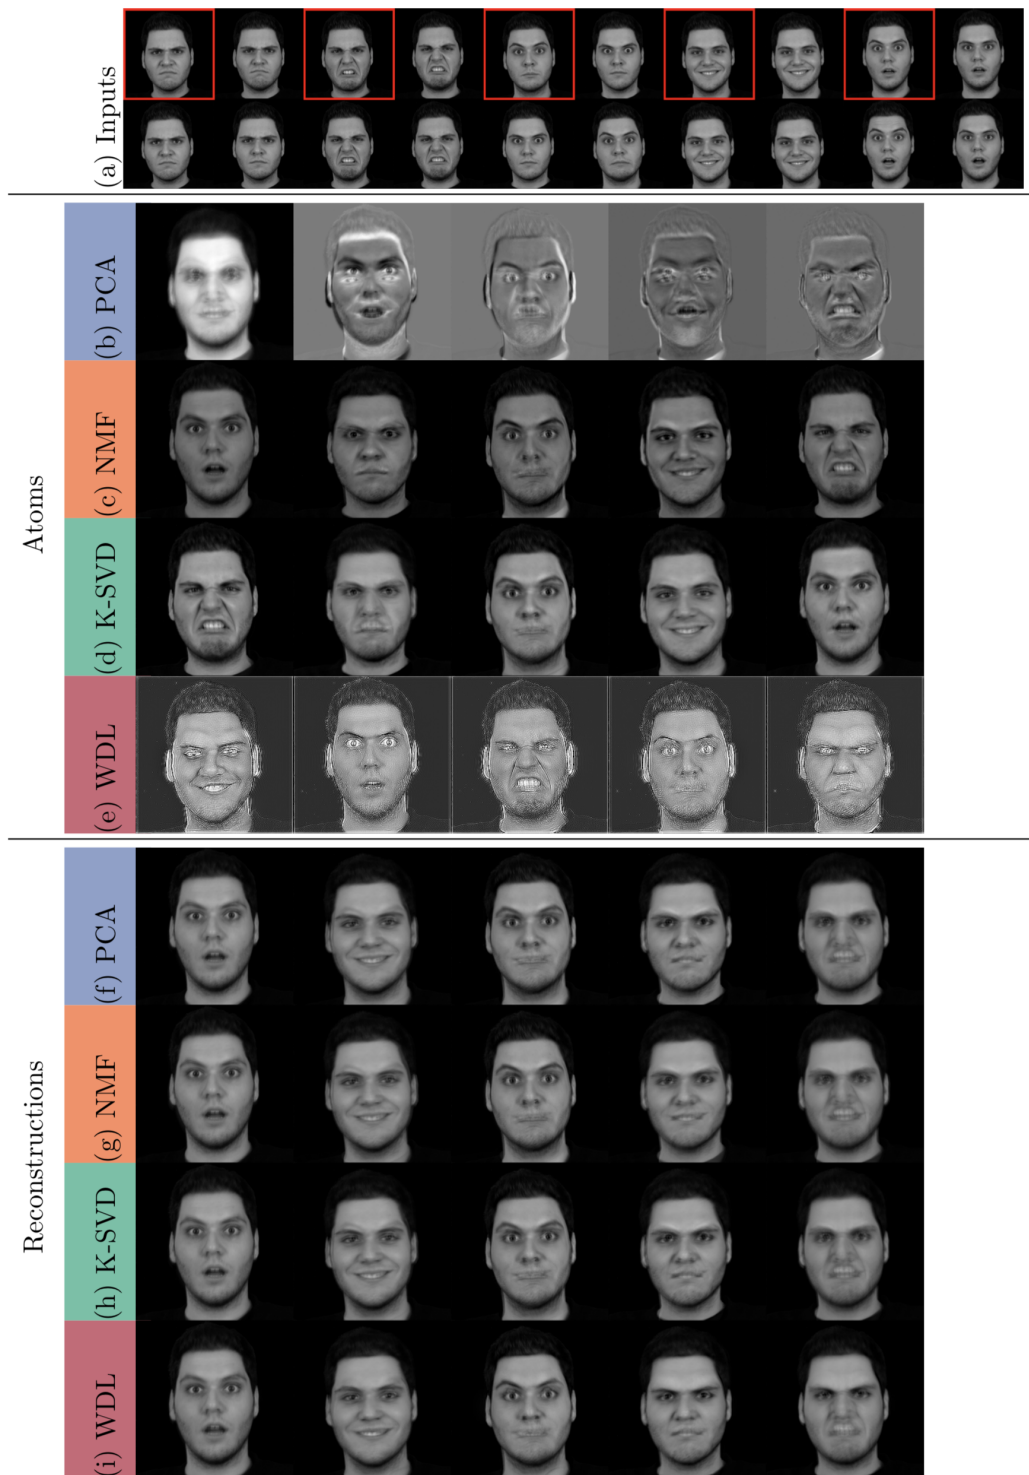 (a) Inputs
Atoms
(b) PCA
(c) NMF
(d) K-SVD
(e) WDL
Reconstructions
(f) PCA
(g) NMF
(h) K-SVD
(i) WDL